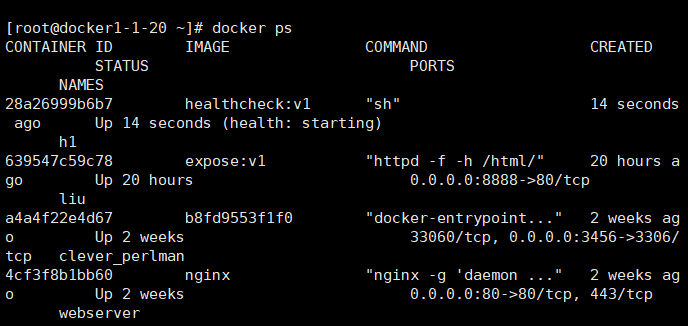 [root@docker1-1-20 ~]# docker ps
CONTAINER ID        IMAGE               COMMAND                  CREATED
          STATUS                             PORTS
      NAMES
28a26999b6b7        healthcheck:v1      "sh"                     14 seconds
 ago      Up 14 seconds (health: starting)
      h1
639547c59c78        expose:v1           "httpd -f -h /html/"     20 hours a
go        Up 20 hours                        0.0.0.0:8888->80/tcp
      liu
a4a4f22e4d67        b8fd9553f1f0        "docker-entrypoint..."   2 weeks ag
o         Up 2 weeks                         33060/tcp, 0.0.0.0:3456->3306/
tcp   clever_perlman
4cf3f8b1bb60        nginx               "nginx -g 'daemon ..."   2 weeks ag
o         Up 2 weeks                         0.0.0.0:80->80/tcp, 443/tcp
      webserver